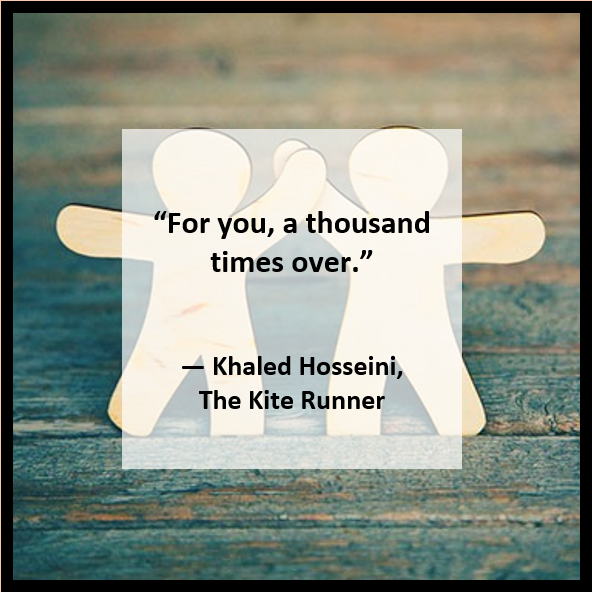 “For you, a thousand
times over.”
— Khaled Hosseini,
The Kite Runner